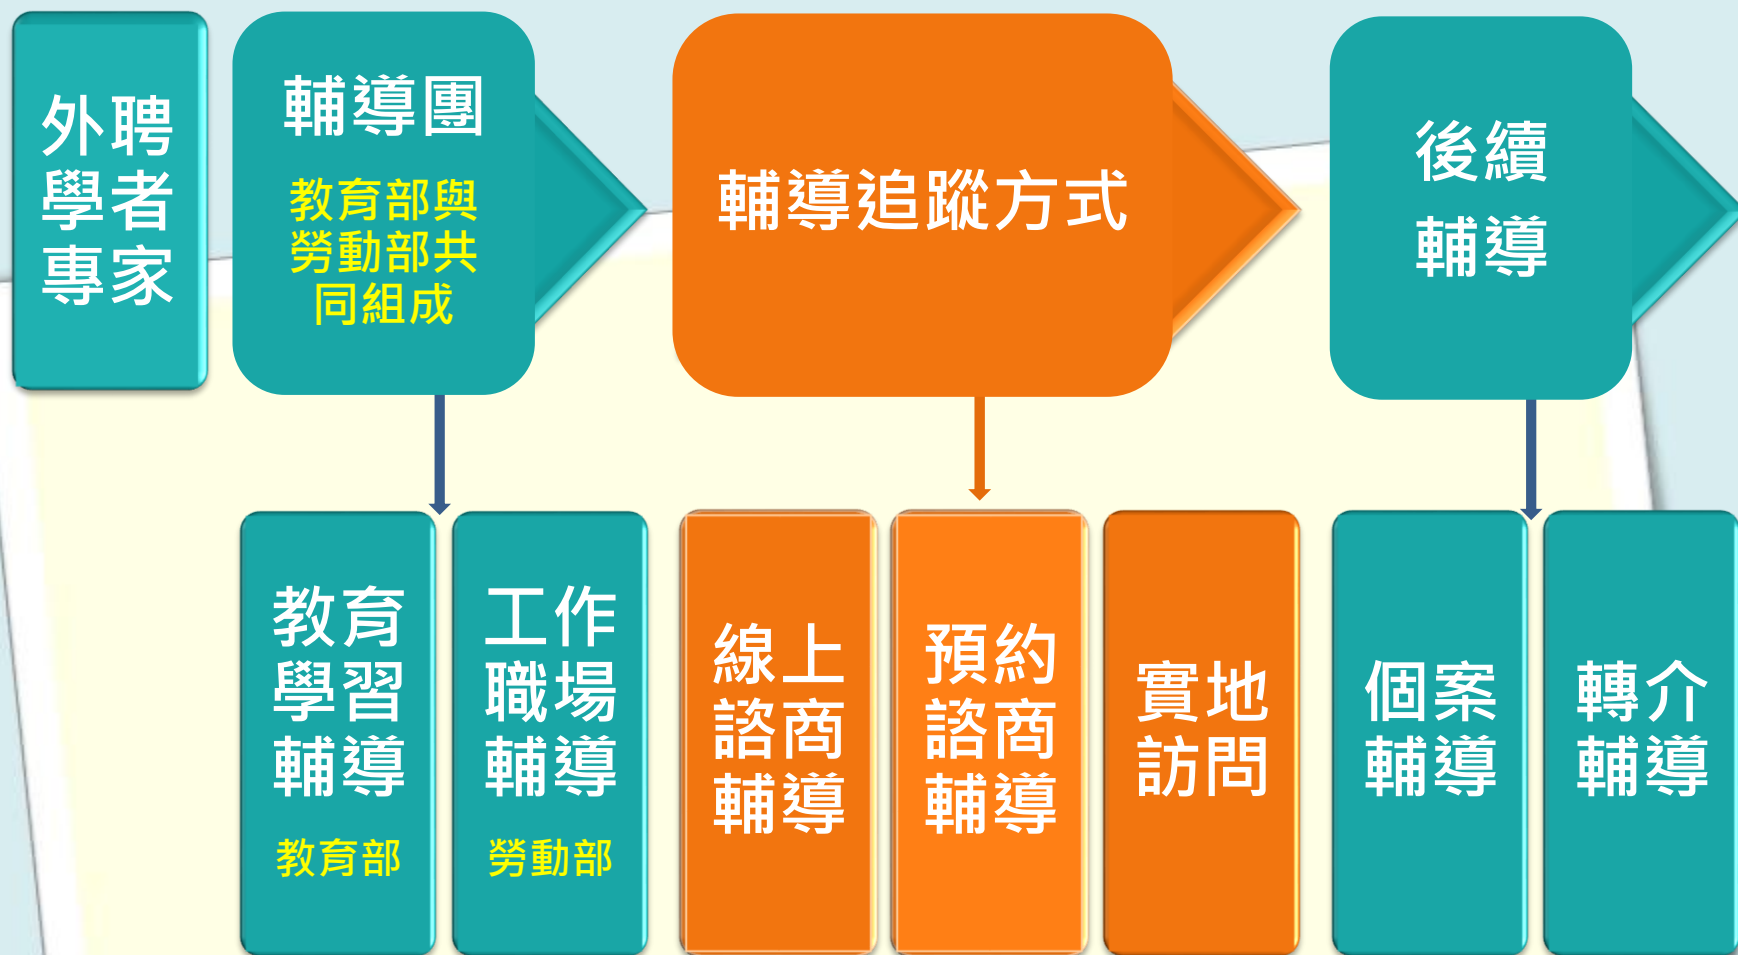 外聘
學者
專家
輔導團
教育部與
勞動部共
同組成
輔導追蹤方式
後續
輔導
教育
學習
輔導
教育部
工作
職場
輔導
勞動部
線上
諮商
輔導
預約
諮商
輔導
實地
訪問
個案
輔導
轉介
輔導